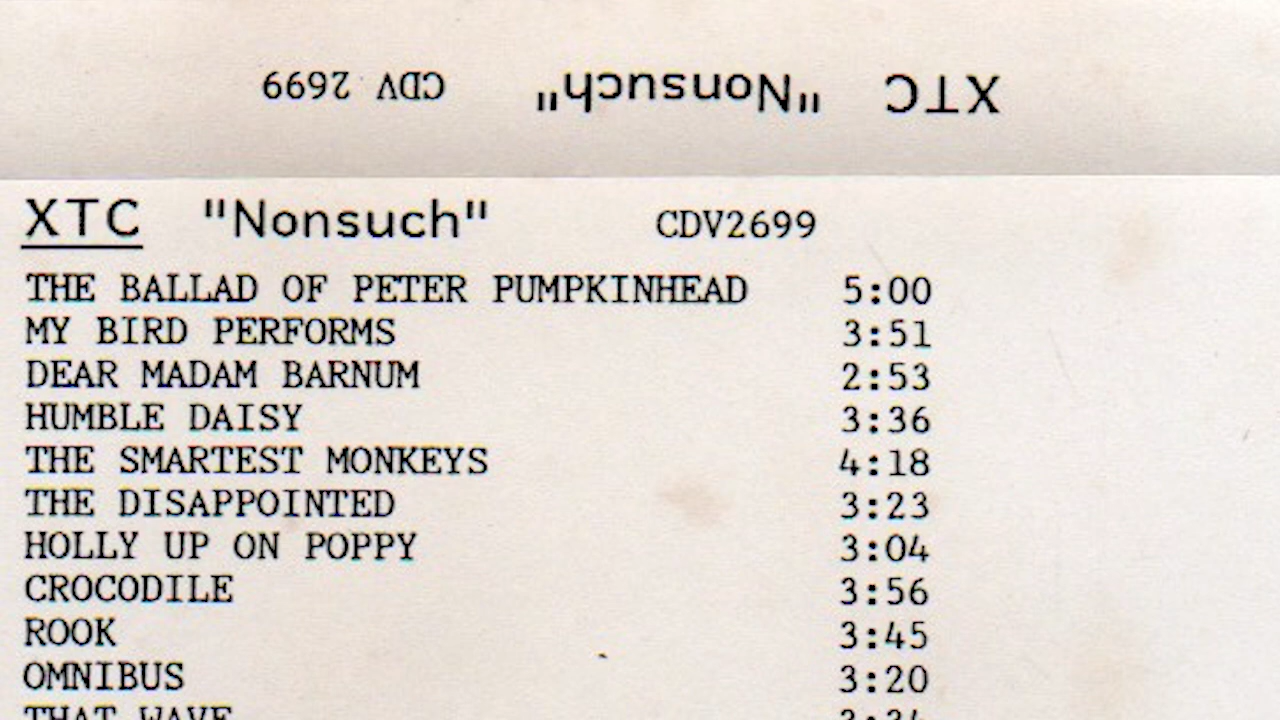 XTC "Nonsuch" CDV 2699
XTC "Nonsuch" CDV2699
THE BALLAD OF PETER PUMPKINHEAD 5:00
MY BIRD PERFORMS 3:51
DEAR MADAM BARNUM 2:53
HUMBLE DAISY 3:36
THE SMARTEST MONKEYS 4:18
THE DISAPPOINTED 3:23
HOLLY UP ON POPPY 3:04
CROCODILE 3:56
ROOK 3:45
OMNIBUS 3:20
THAT WAVE